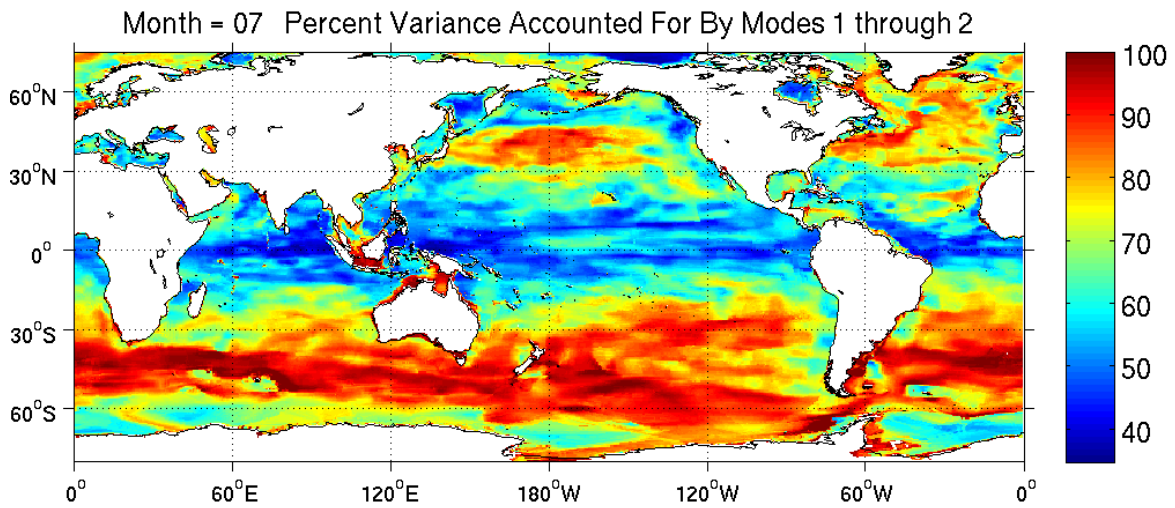 Month = 07 Percent Variance Accounted For By Modes 1 through 2
60°N
30°N
0°
30°S
60°S
0°
60°E
120°E
180°W
120°W
60°W
0°
100
90
80
70
60
50
40